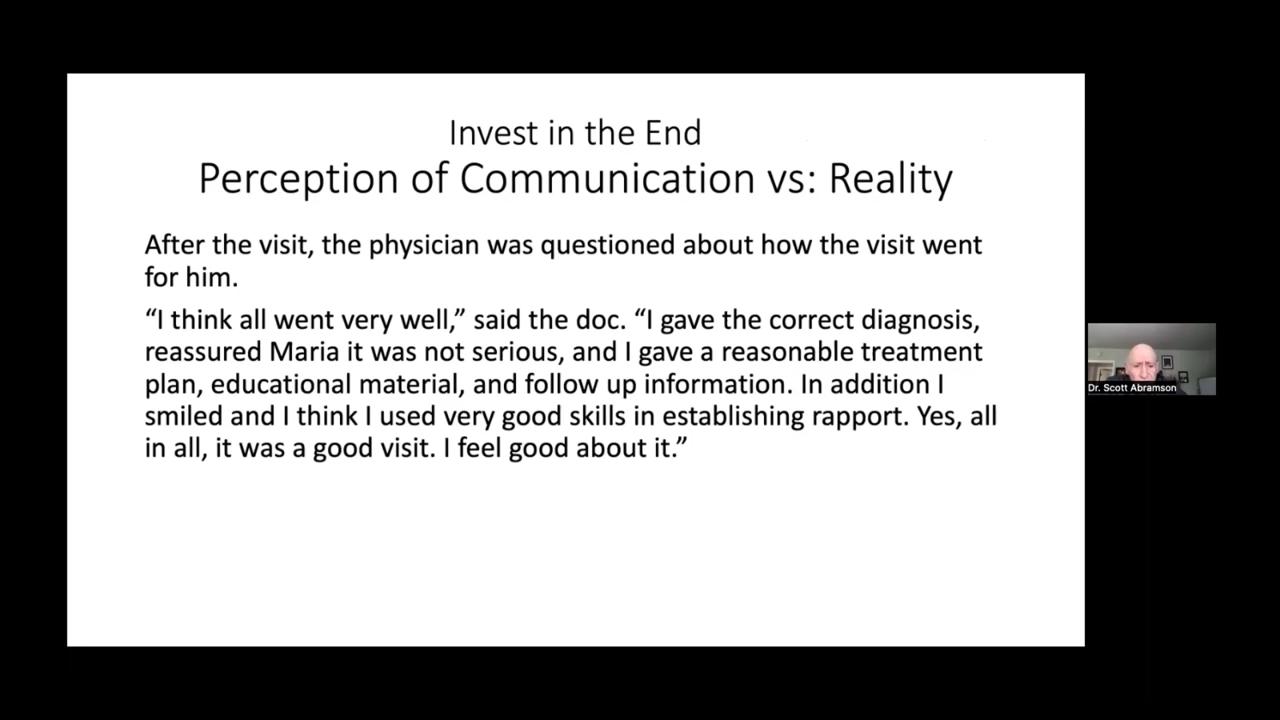 Invest in the End
Perception of Communication vs: Reality
After the visit, the physician was questioned about how the visit went
for him.
“I think all went very well,” said the doc. “I gave the correct diagnosis,
reassured Maria it was not serious, and I gave a reasonable treatment
plan, educational material, and follow up information. In addition I
smiled and I think I used very good skills in establishing rapport. Yes, all
in all, it was a good visit. I feel good about it.”
Dr. Scott Abramson